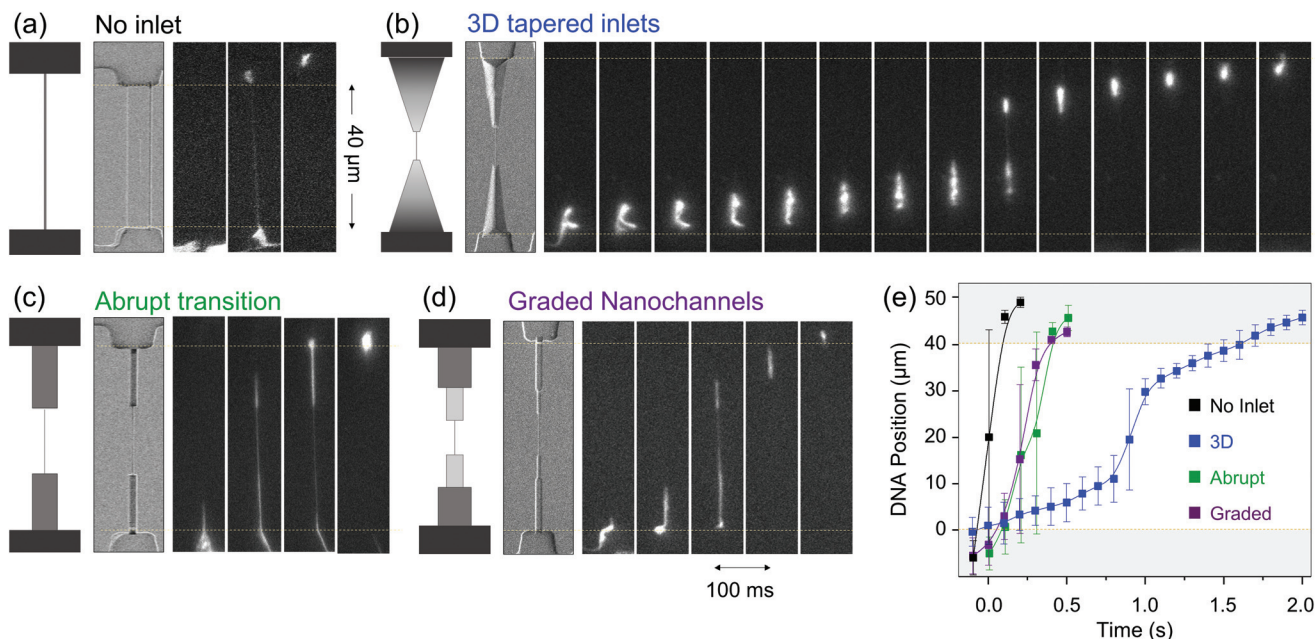 (a) No inlet
40 µm
(b) 3D tapered inlets
(c) Abrupt transition
(d) Graded Nanochannels
100 ms
(e)
DNA Position (µm)
50
40
30
20
10
0
No Inlet
3D
Abrupt
Graded
0.0 0.5 1.0 1.5 2.0
Time (s)